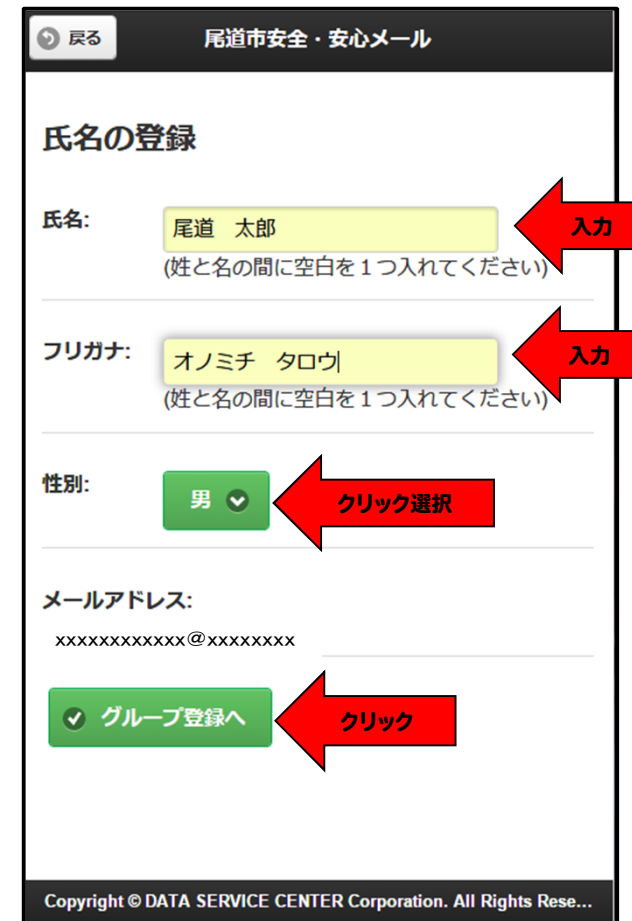 戻る
尾道市安全・安心メール
氏名の登録
氏名:
尾道　太郎
入力
(姓と名の間に空白を１つ入れてください)
フリガナ:
オノミチ　タロウ
入力
(姓と名の間に空白を１つ入れてください)
性別:
男
クリック選択
メールアドレス:
xxxxxxxxxxxx@xxxxxxxx
グループ登録へ
クリック
Copyright © DATA SERVICE CENTER Corporation. All Rights Rese...